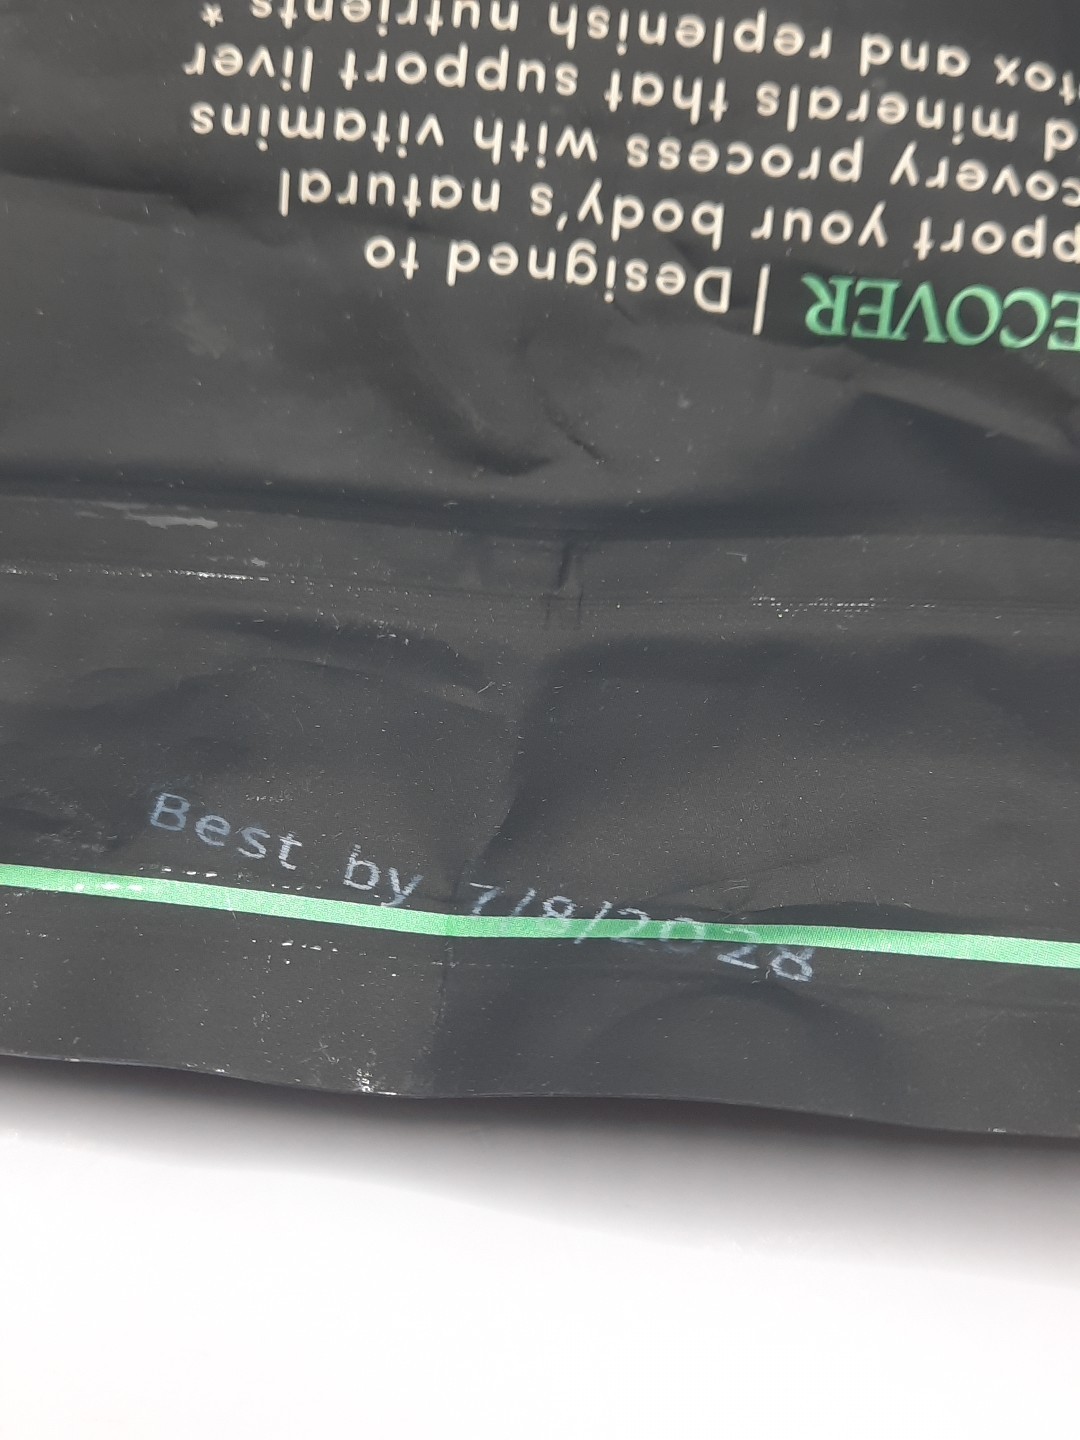 ECOVER | Designed to
pport your body's natural
covery process with vitamins
d minerals that support liver
tox and replenish nutrients *
Best by 7/8/2028